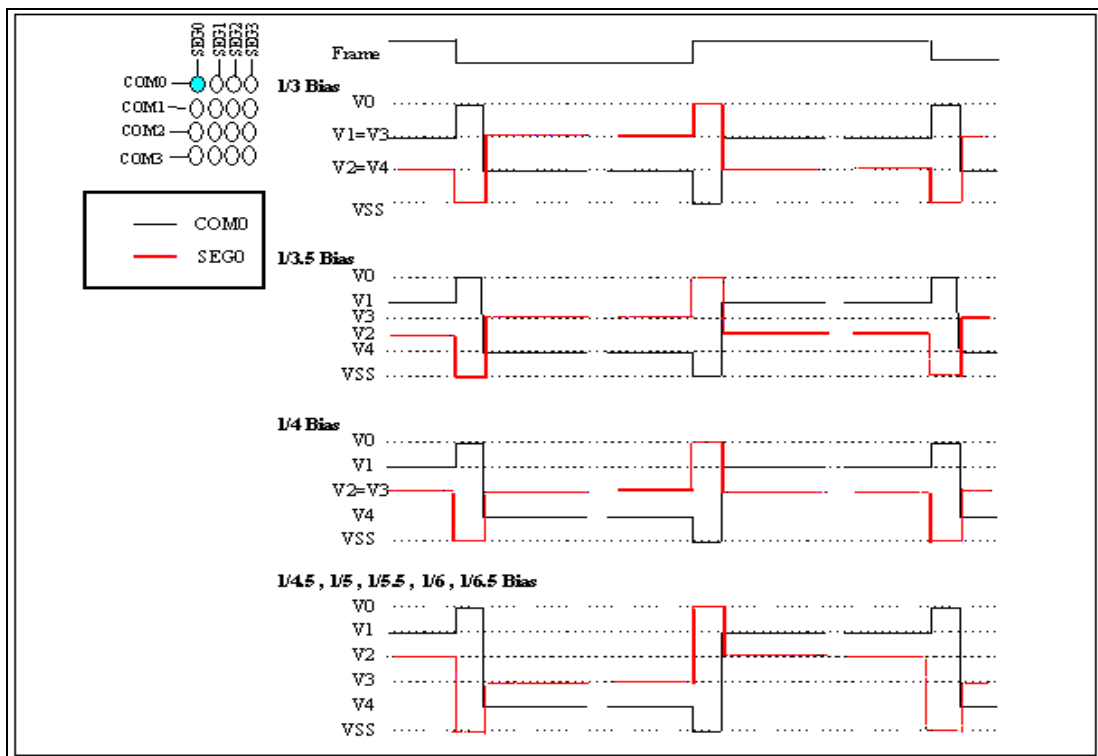 SEG0
SEG1
SEG2
SEG3
COM0
COM1
COM2
COM3
COM0
SEG0
Frame
1/3 Bias
V0
V1=V3
V2=V4
VSS
1/3.5 Bias
V0
V1
V3
V2
V4
VSS
1/4 Bias
V0
V1
V2=V3
V4
VSS
1/4.5 , 1/5 , 1/5.5 , 1/6 , 1/6.5 Bias
V0
V1
V2
V3
V4
VSS